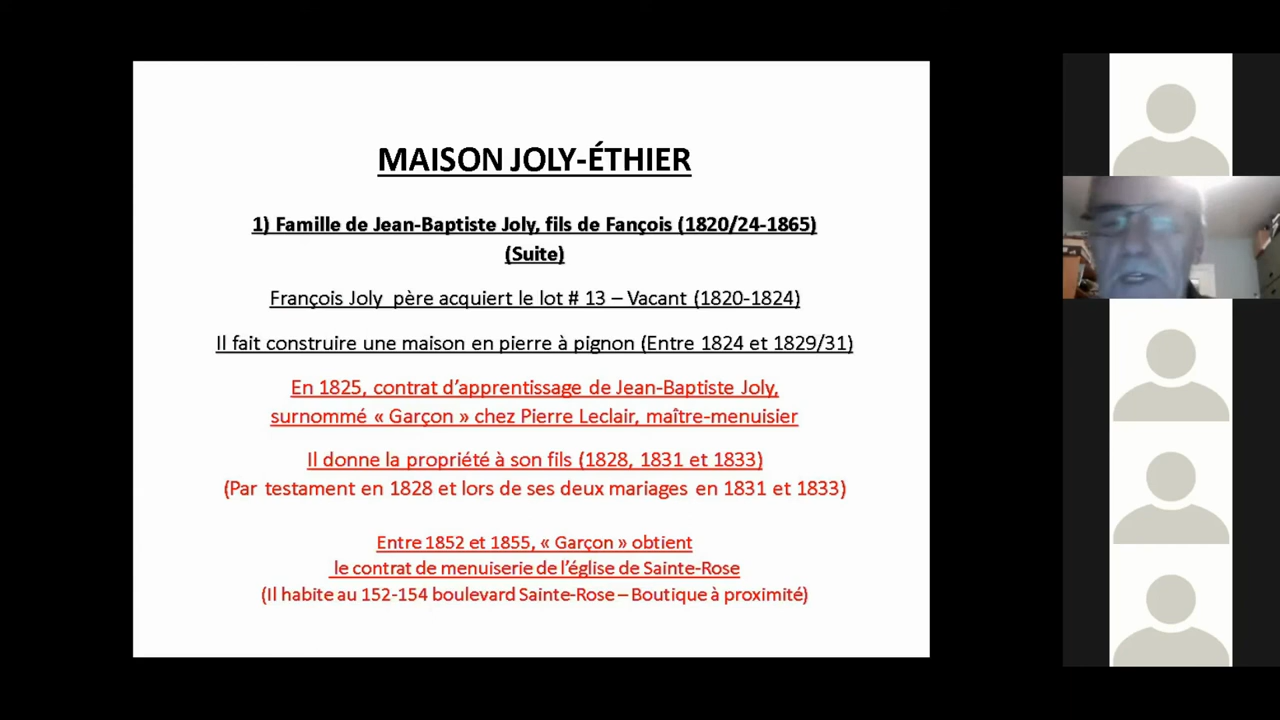 MAISON JOLY-ÉTHIER
1) Famille de Jean-Baptiste Joly, fils de Fançois (1820/24-1865)
(Suite)
François Joly père acquiert le lot # 13 – Vacant (1820-1824)
Il fait construire une maison en pierre à pignon (Entre 1824 et 1829/31)
En 1825, contrat d’apprentissage de Jean-Baptiste Joly,
surnommé « Garçon » chez Pierre Leclair, maître-menuisier
Il donne la propriété à son fils (1828, 1831 et 1833)
(Par testament en 1828 et lors de ses deux mariages en 1831 et 1833)
Entre 1852 et 1855, « Garçon » obtient
le contrat de menuiserie de l’église de Sainte-Rose
(Il habite au 152-154 boulevard Sainte-Rose – Boutique à proximité)